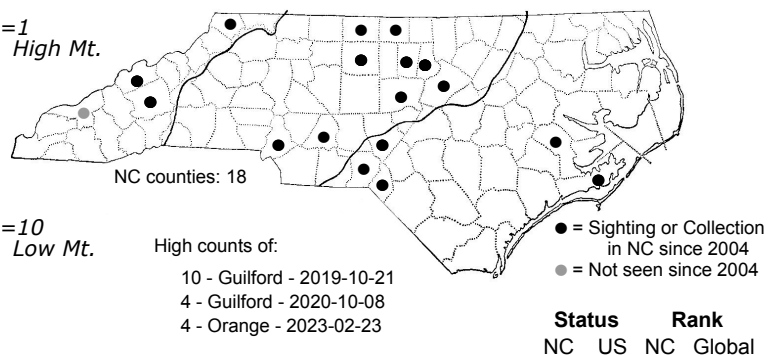 =1
High Mt.
NC counties: 18
=10
Low Mt.
High counts of:
10 - Guilford - 2019-10-21
4 - Guilford - 2020-10-08
4 - Orange - 2023-02-23
● = Sighting or Collection
in NC since 2004
● = Not seen since 2004
Status Rank
NC US NC Global